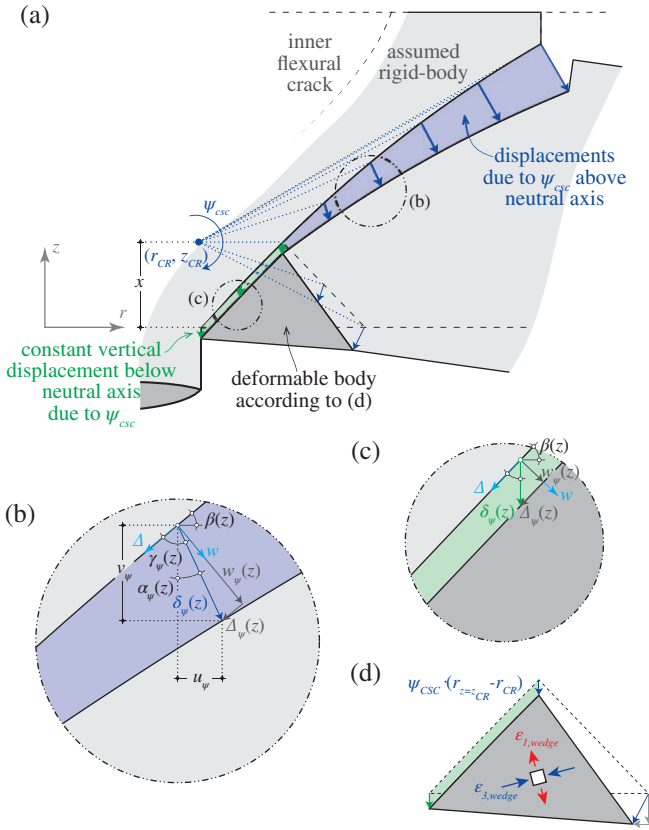 (a)
inner
flexural
crack
assumed
rigid-body
displacements
due to ψcsc above
neutral axis
(b)
ψcsc
(rCR, zCR)
z
x
r
(c)
constant vertical
displacement below
neutral axis
due to ψcsc
deformable body
according to (d)
(c)
β(z)
Δ
wψ(z)
w
δψ(z)
Δψ(z)
(b)
β(z)
Δ
γψ(z)
w
vψ
wψ(z)
αψ(z)
δψ(z)
Δψ(z)
uψ
(d)
ψCSC·(rz=zCR-rCR)
ε1,wedge
ε3,wedge